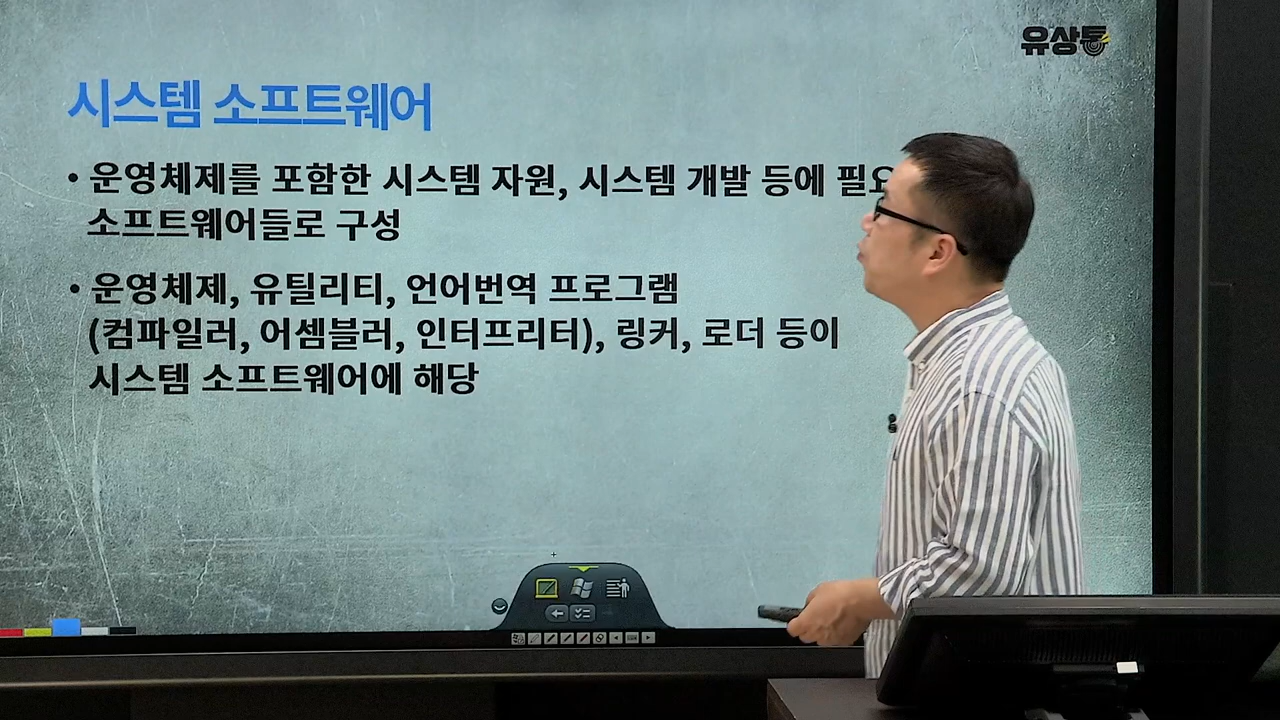 유상통
시스템 소프트웨어
• 운영체제를 포함한 시스템 자원, 시스템 개발 등에
소프트웨어들로 구성
• 운영체제, 유틸리티, 언어번역 프로그램
(컴파일러, 어셈블러, 인터프리터), 링커, 로더 등이
시스템 소프트웨어에 해당